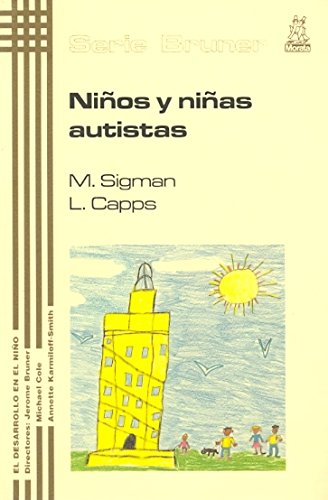 Serie Bruner
Morata
Niños y niñas
autistas
M. Sigman
L. Capps
EL DESARROLLO EN EL NIÑO
Directores: Jerome Bruner
Michael Cole
Annette Karmiloff-Smith